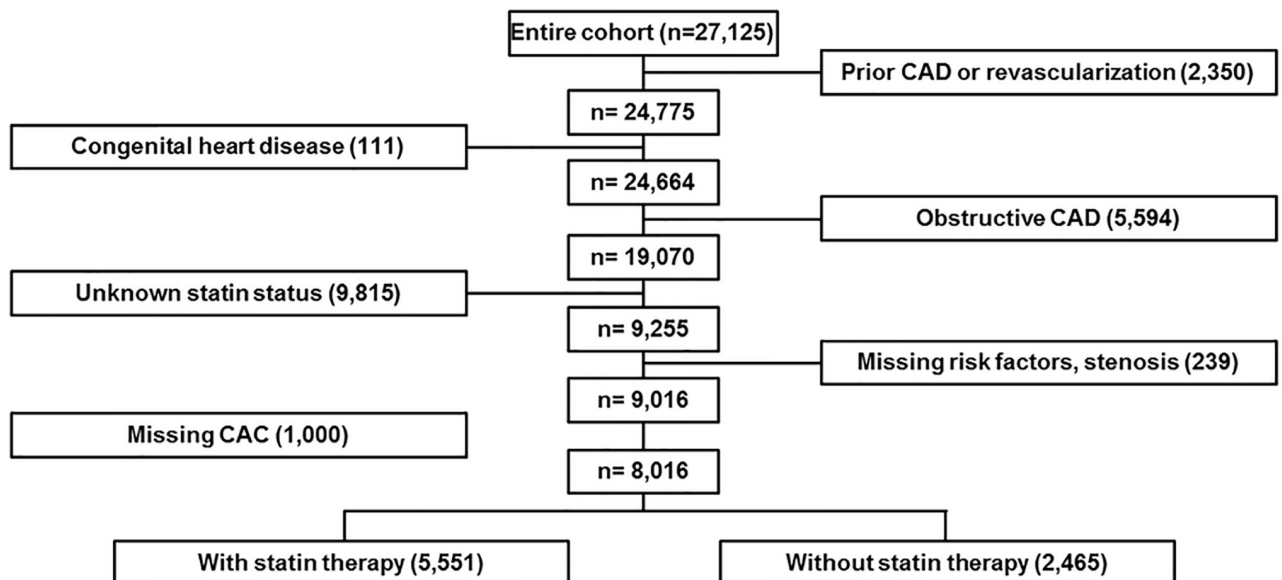 Entire cohort (n=27,125)
Prior CAD or revascularization (2,350)
n= 24,775
Congenital heart disease (111)
n= 24,664
Obstructive CAD (5,594)
n= 19,070
Unknown statin status (9,815)
n= 9,255
Missing risk factors, stenosis (239)
n= 9,016
Missing CAC (1,000)
n= 8,016
With statin therapy (5,551)
Without statin therapy (2,465)